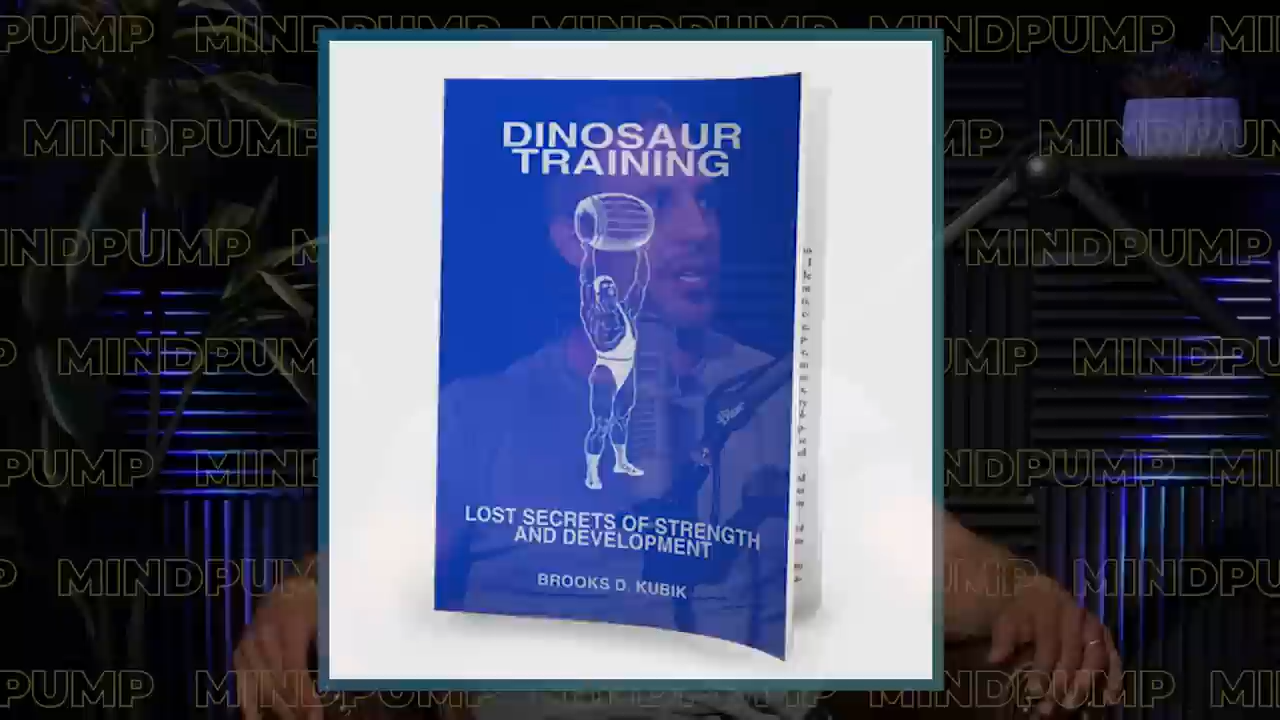 MINDPUMP
DINOSAUR
TRAINING
LOST SECRETS OF STRENGTH
AND DEVELOPMENT
BROOKS D. KUBIK